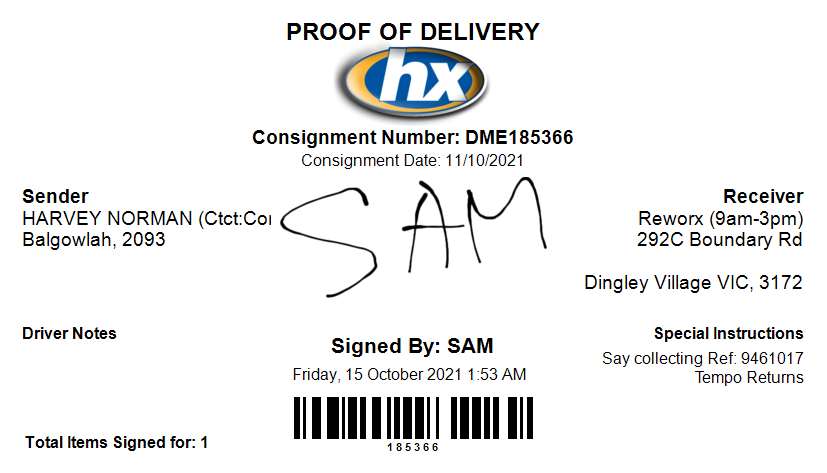 PROOF OF DELIVERY
hx
Consignment Number: DME185366
Consignment Date: 11/10/2021
Sender
HARVEY NORMAN (Ctct:Cor
Balgowlah, 2093
SAM
Receiver
Reworx (9am-3pm)
292C Boundary Rd
Dingley Village VIC, 3172
Driver Notes
Signed By: SAM
Friday, 15 October 2021 1:53 AM
Special Instructions
Say collecting Ref: 9461017
Tempo Returns
185366
Total Items Signed for: 1